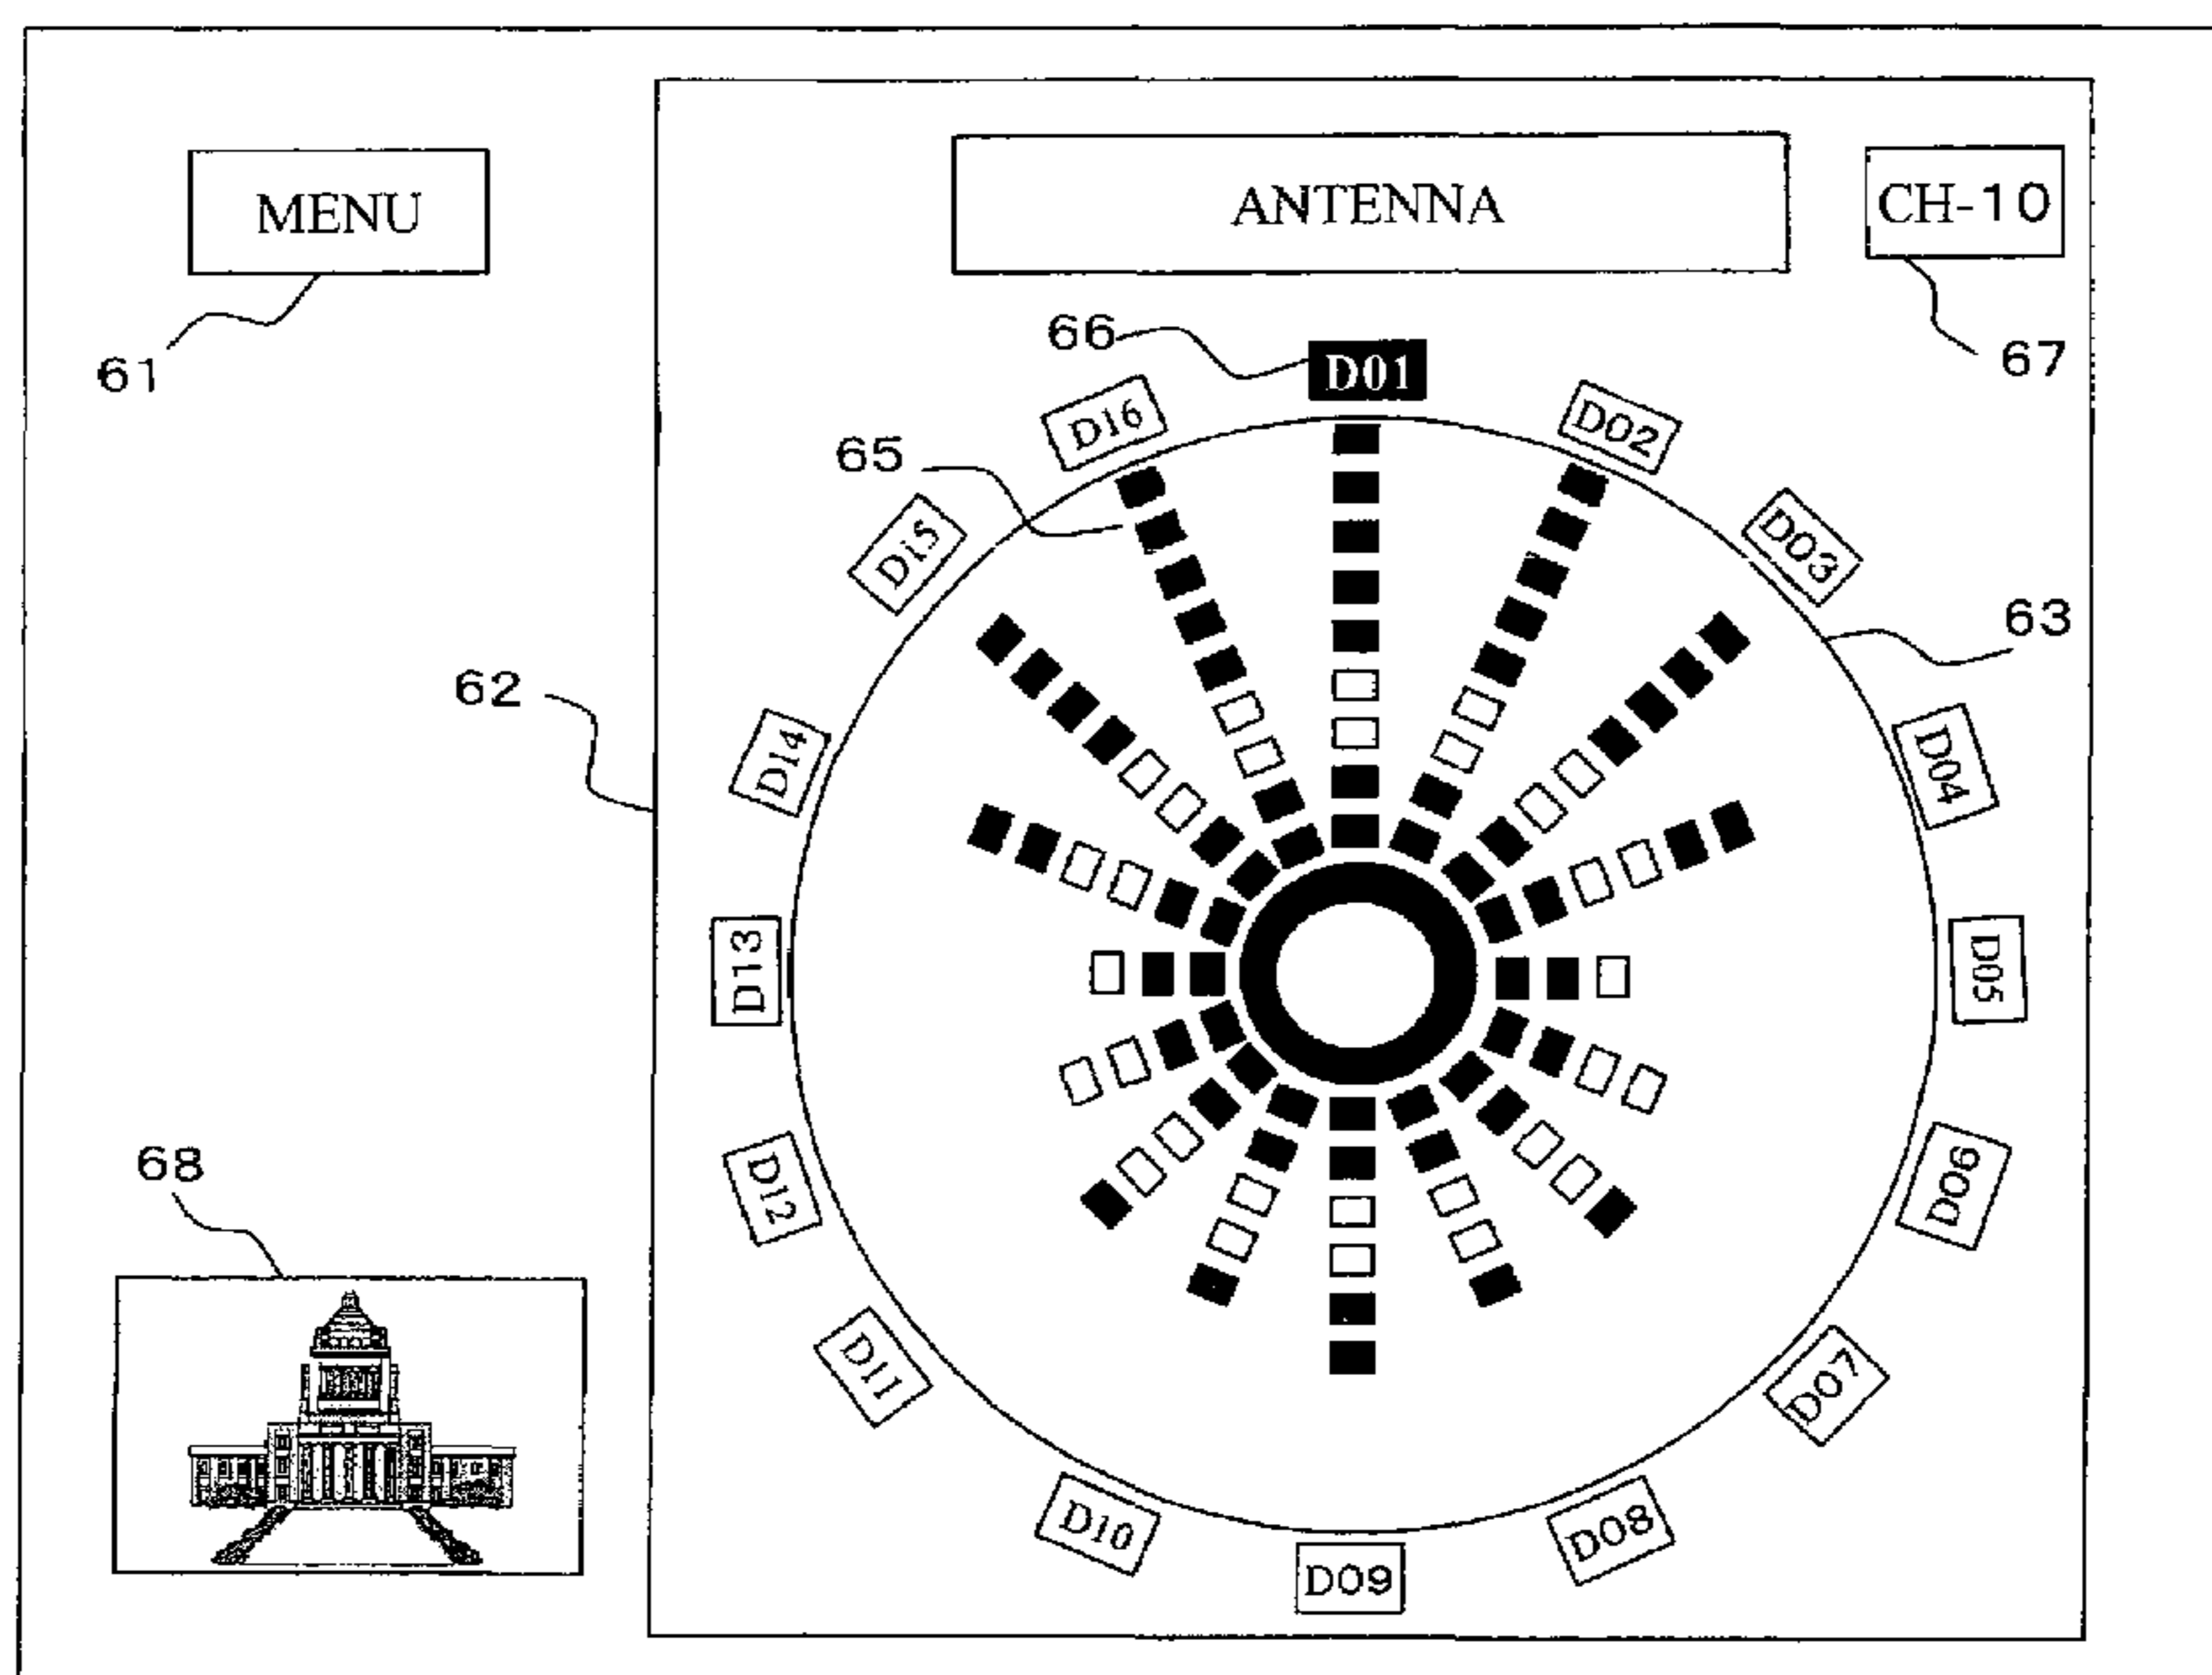 MENU
ANTENNA
CH-10
61
66
D01
67
D16
D02
65
D15
D03
63
62
D14
D04
D13
D05
68
D12
D06
D11
D07
D10
D08
D09